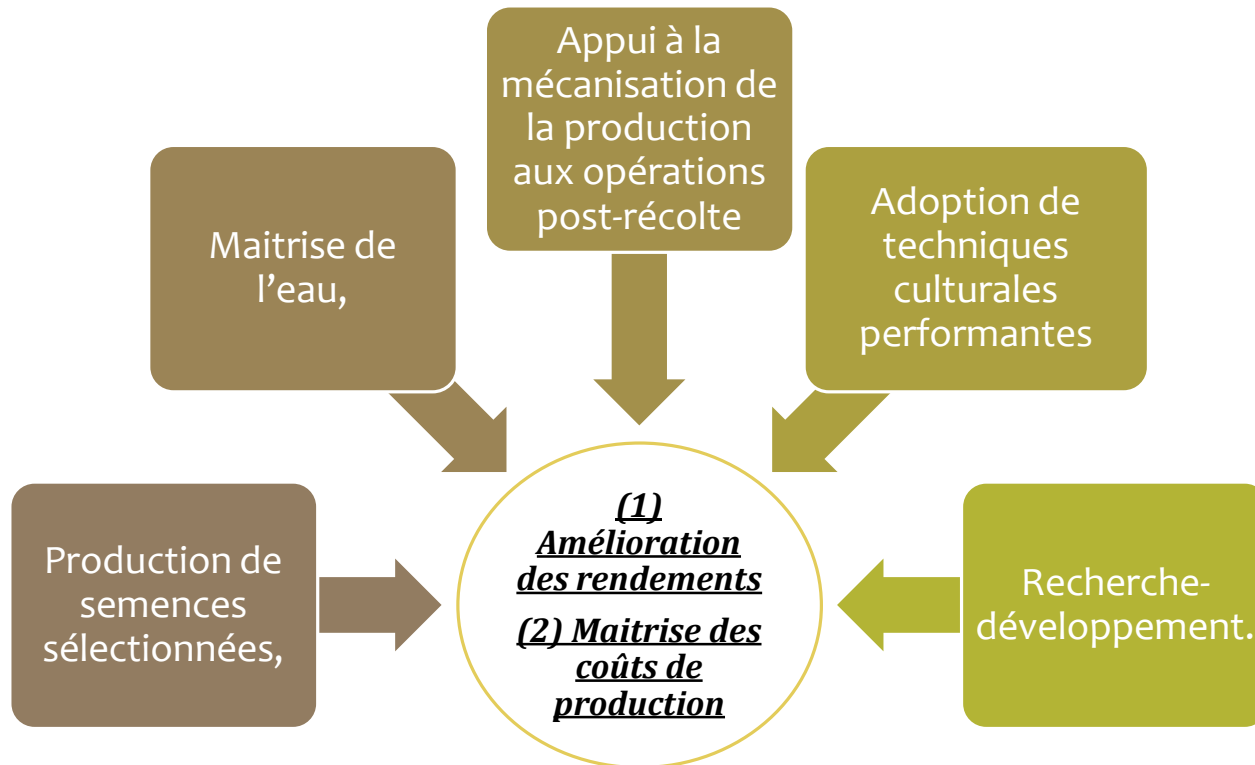 Appui à la
mécanisation de
la production
aux opérations
post-récolte
Maitrise de
l’eau,
Adoption de
techniques
culturales
performantes
Production de
semences
sélectionnées,
(1)
Amélioration
des rendements
(2) Maitrise des
coûts de
production
Recherche-
développement.